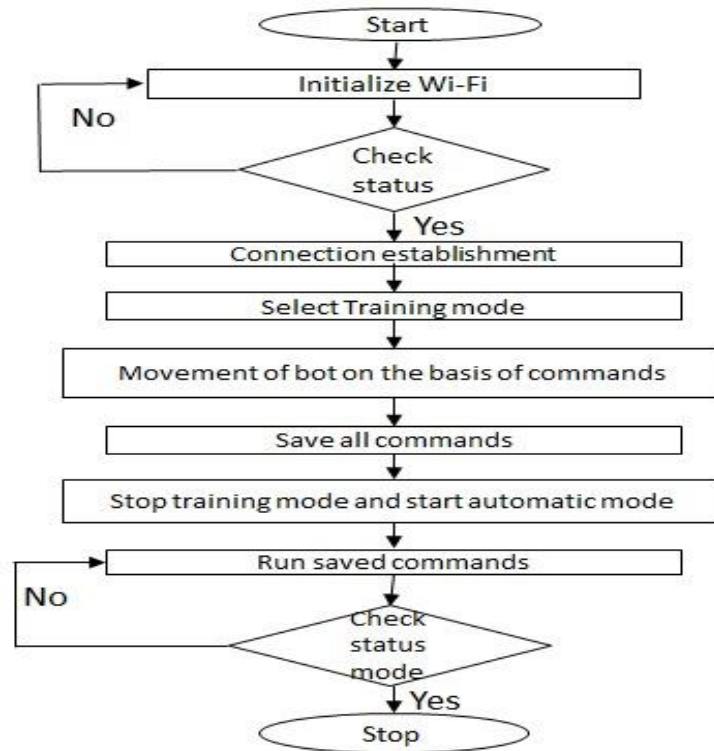 Start
Initialize Wi-Fi
No
Check
status
Yes
Connection establishment
Select Training mode
Movement of bot on the basis of commands
Save all commands
Stop training mode and start automatic mode
Run saved commands
No
Check
status
mode
Yes
Stop